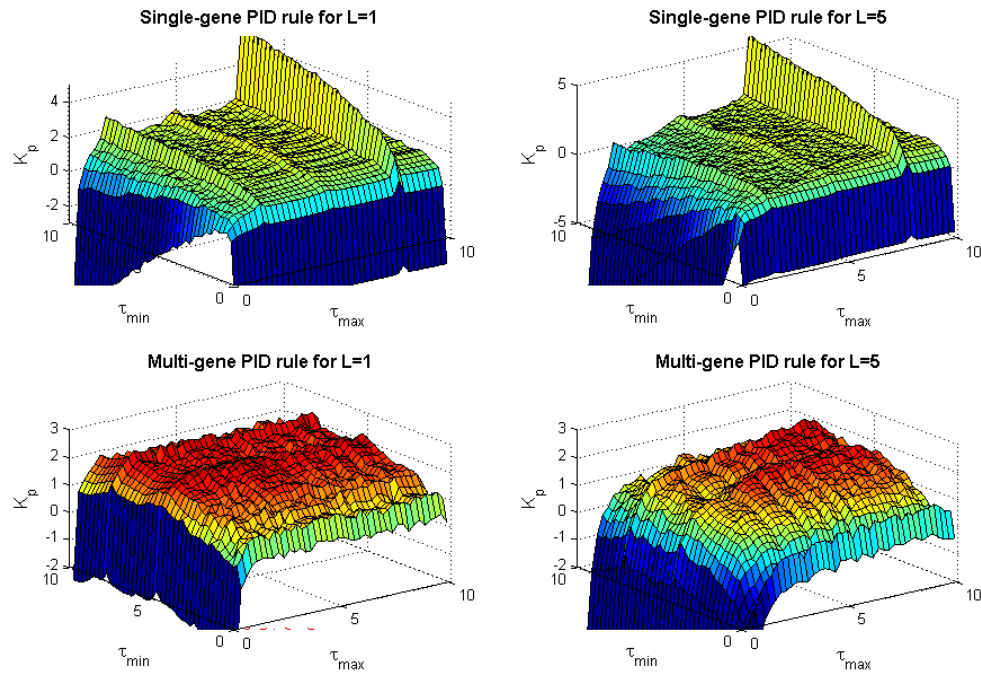 Single-gene PID rule for L=1
4
2
0
-2
K_p
10
0
0
10
τ_min
τ_max
Single-gene PID rule for L=5
5
0
-5
K_p
10
0
0
5
10
τ_min
τ_max
Multi-gene PID rule for L=1
3
2
1
0
-1
-2
K_p
10
5
0
0
5
10
τ_min
τ_max
Multi-gene PID rule for L=5
3
2
1
0
-1
-2
K_p
10
0
0
5
10
τ_min
τ_max